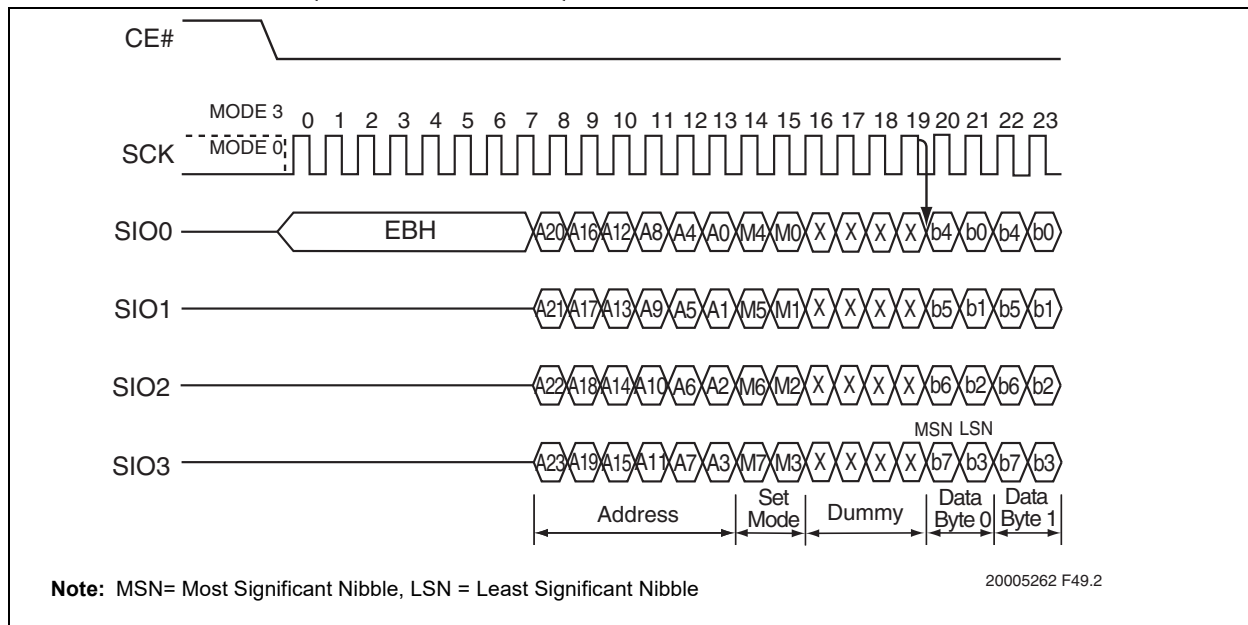 CE#
MODE 3
0 1 2 3 4 5 6 7 8 9 10 11 12 13 14 15 16 17 18 19 20 21 22 23
SCK
MODE 0
SIO0 EBH A20 A16 A12 A8 A4 A0 M4 M0 X X X X b4 b0 b4 b0
SIO1 A21 A17 A13 A9 A5 A1 M5 M1 X X X X b5 b1 b5 b1
SIO2 A22 A18 A14 A10 A6 A2 M6 M2 X X X X b6 b2 b6 b2
MSN LSN
SIO3 A23 A19 A15 A11 A7 A3 M7 M3 X X X X b7 b3 b7 b3
Address
Set
Mode
Dummy
Data
Byte 0
Data
Byte 1
Note: MSN= Most Significant Nibble, LSN = Least Significant Nibble
20005262 F49.2